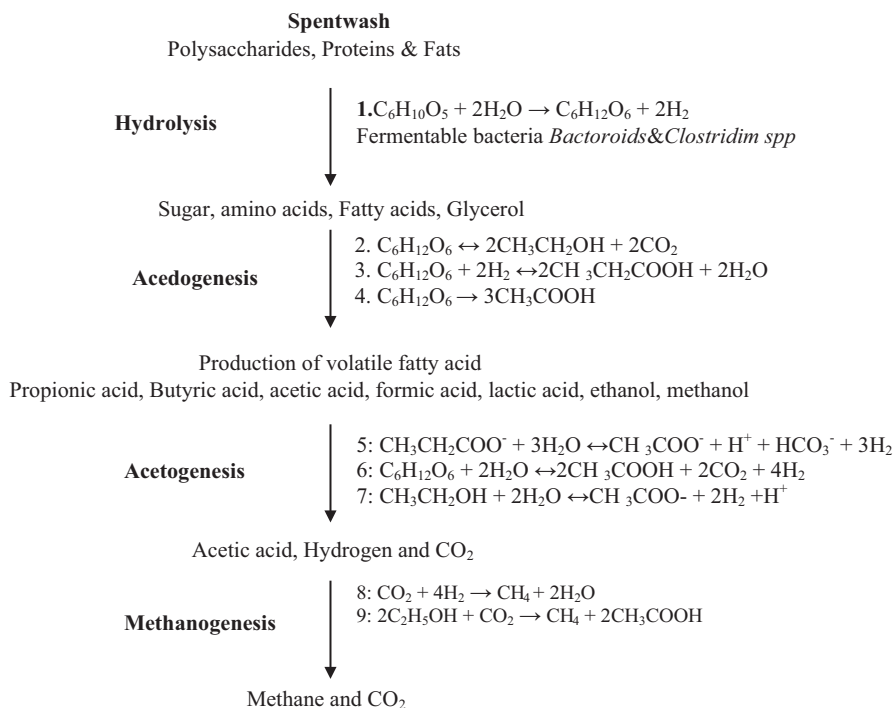 Spentwash
Polysaccharides, Proteins & Fats
Hydrolysis
1.C₆H₁₀O₅ + 2H₂O → C₆H₁₂O₆ + 2H₂
Fermentable bacteria Bactoroids&Clostridim spp
Sugar, amino acids, Fatty acids, Glycerol
Acedogenesis
2. C₆H₁₂O₆ ↔ 2CH₃CH₂OH + 2CO₂
3. C₆H₁₂O₆ + 2H₂ ↔2CH ₃CH₂COOH + 2H₂O
4. C₆H₁₂O₆ → 3CH₃COOH
Production of volatile fatty acid
Propionic acid, Butyric acid, acetic acid, formic acid, lactic acid, ethanol, methanol
Acetogenesis
5: CH₃CH₂COO⁻ + 3H₂O ↔CH ₃COO⁻ + H⁺ + HCO₃⁻ + 3H₂
6: C₆H₁₂O₆ + 2H₂O ↔2CH ₃COOH + 2CO₂ + 4H₂
7: CH₃CH₂OH + 2H₂O ↔CH ₃COO- + 2H₂ +H⁺
Acetic acid, Hydrogen and CO₂
Methanogenesis
8: CO₂ + 4H₂ → CH₄ + 2H₂O
9: 2C₂H₅OH + CO₂ → CH₄ + 2CH₃COOH
Methane and CO₂